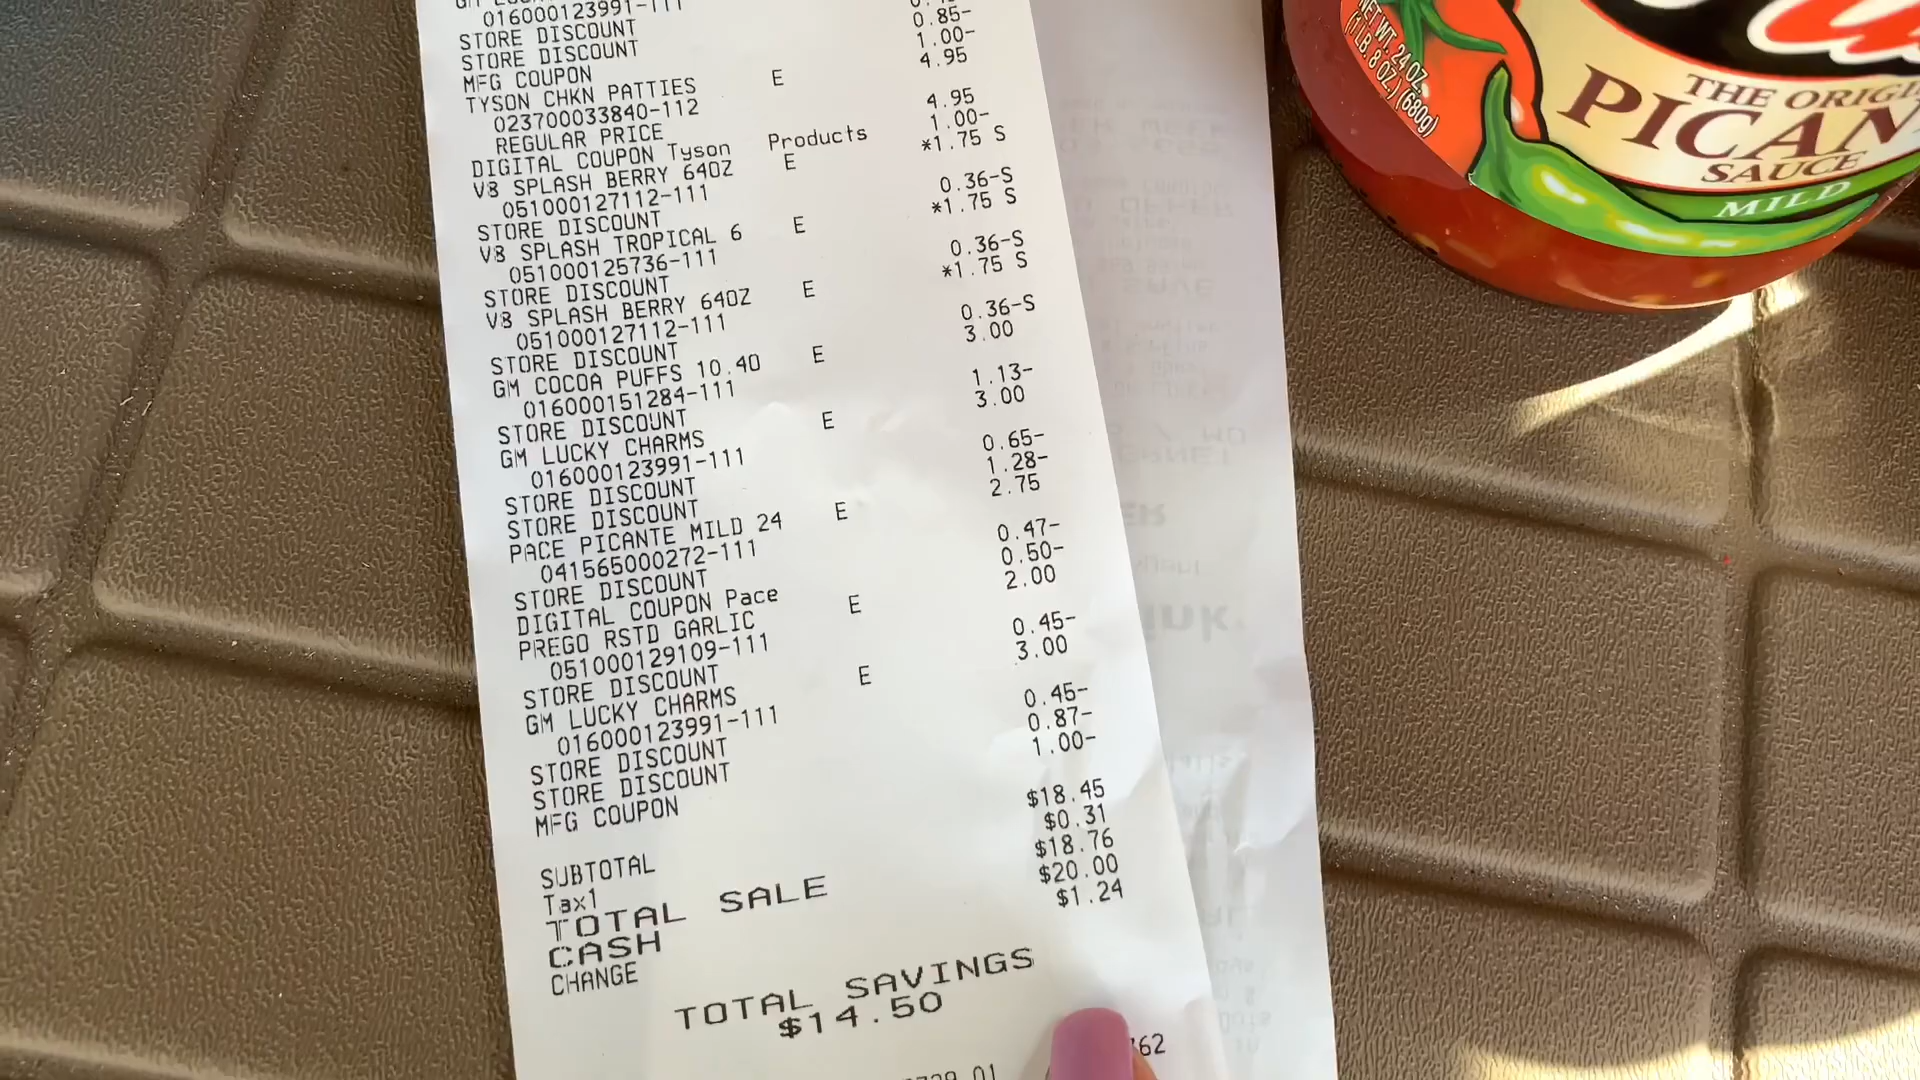 016000123991-111
STORE DISCOUNT 0.85-
STORE DISCOUNT 1.00-
MFG COUPON 4.95
TYSON CHKN PATTIES E
023700033840-112
REGULAR PRICE 4.95
DIGITAL COUPON Tyson Products 1.00-
V8 SPLASH BERRY 64OZ E *1.75 S
051000127112-111
STORE DISCOUNT 0.36-S
V8 SPLASH TROPICAL 6 E *1.75 S
051000125736-111
STORE DISCOUNT 0.36-S
V8 SPLASH BERRY 64OZ E *1.75 S
051000127112-111
STORE DISCOUNT 0.36-S
GM COCOA PUFFS 10.40 E 3.00
016000151284-111
STORE DISCOUNT 1.13-
GM LUCKY CHARMS E 3.00
016000123991-111
STORE DISCOUNT 0.65-
STORE DISCOUNT 1.28-
PACE PICANTE MILD 24 E 2.75
041565000272-111
STORE DISCOUNT 0.47-
DIGITAL COUPON Pace 0.50-
PREGO RSTD GARLIC E 2.00
051000129109-111
STORE DISCOUNT 0.45-
GM LUCKY CHARMS E 3.00
016000123991-111
STORE DISCOUNT 0.45-
STORE DISCOUNT 0.87-
MFG COUPON 1.00-
SUBTOTAL $18.45
Tax1 $0.31
TOTAL SALE $18.76
CASH $20.00
CHANGE $1.24
TOTAL SAVINGS
$14.50
NET WT. 24 OZ.
(1 LB. 8 OZ.) (680g)
THE
PICAN
SAUCE
MILD